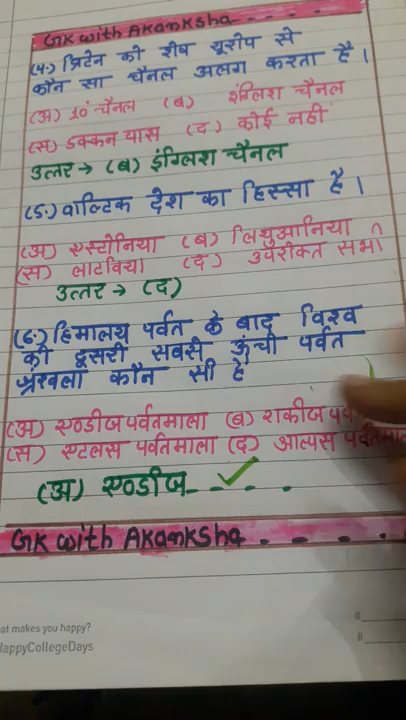 GK with Akanksha
(4.) ब्रिटेन को शेष यूरोप से
कौन सा चैनल अलग करता है।
(अ) 10° चैनल (ब) इंग्लिश चैनल
(स) डक्कन पास (द) कोई नहीं
उत्तर → (ब) इंग्लिश चैनल
(5.) वाल्टिक देश का हिस्सा है।
(अ) एस्टोनिया (ब) लिथुआनिया
(स) लाटविया (द) उपरोक्त सभी
उत्तर → (द)
(6.) हिमालय पर्वत के बाद विश्व
की दूसरी सबसे ऊंची पर्वत
श्रंखला कौन सी है
(अ) एण्डीज पर्वतमाला (ब) राकीज
(स) एटलस पर्वतमाला (द) आल्पस
(अ) एण्डीज
GK with Akanksha
at makes you happy?
HappyCollegeDays